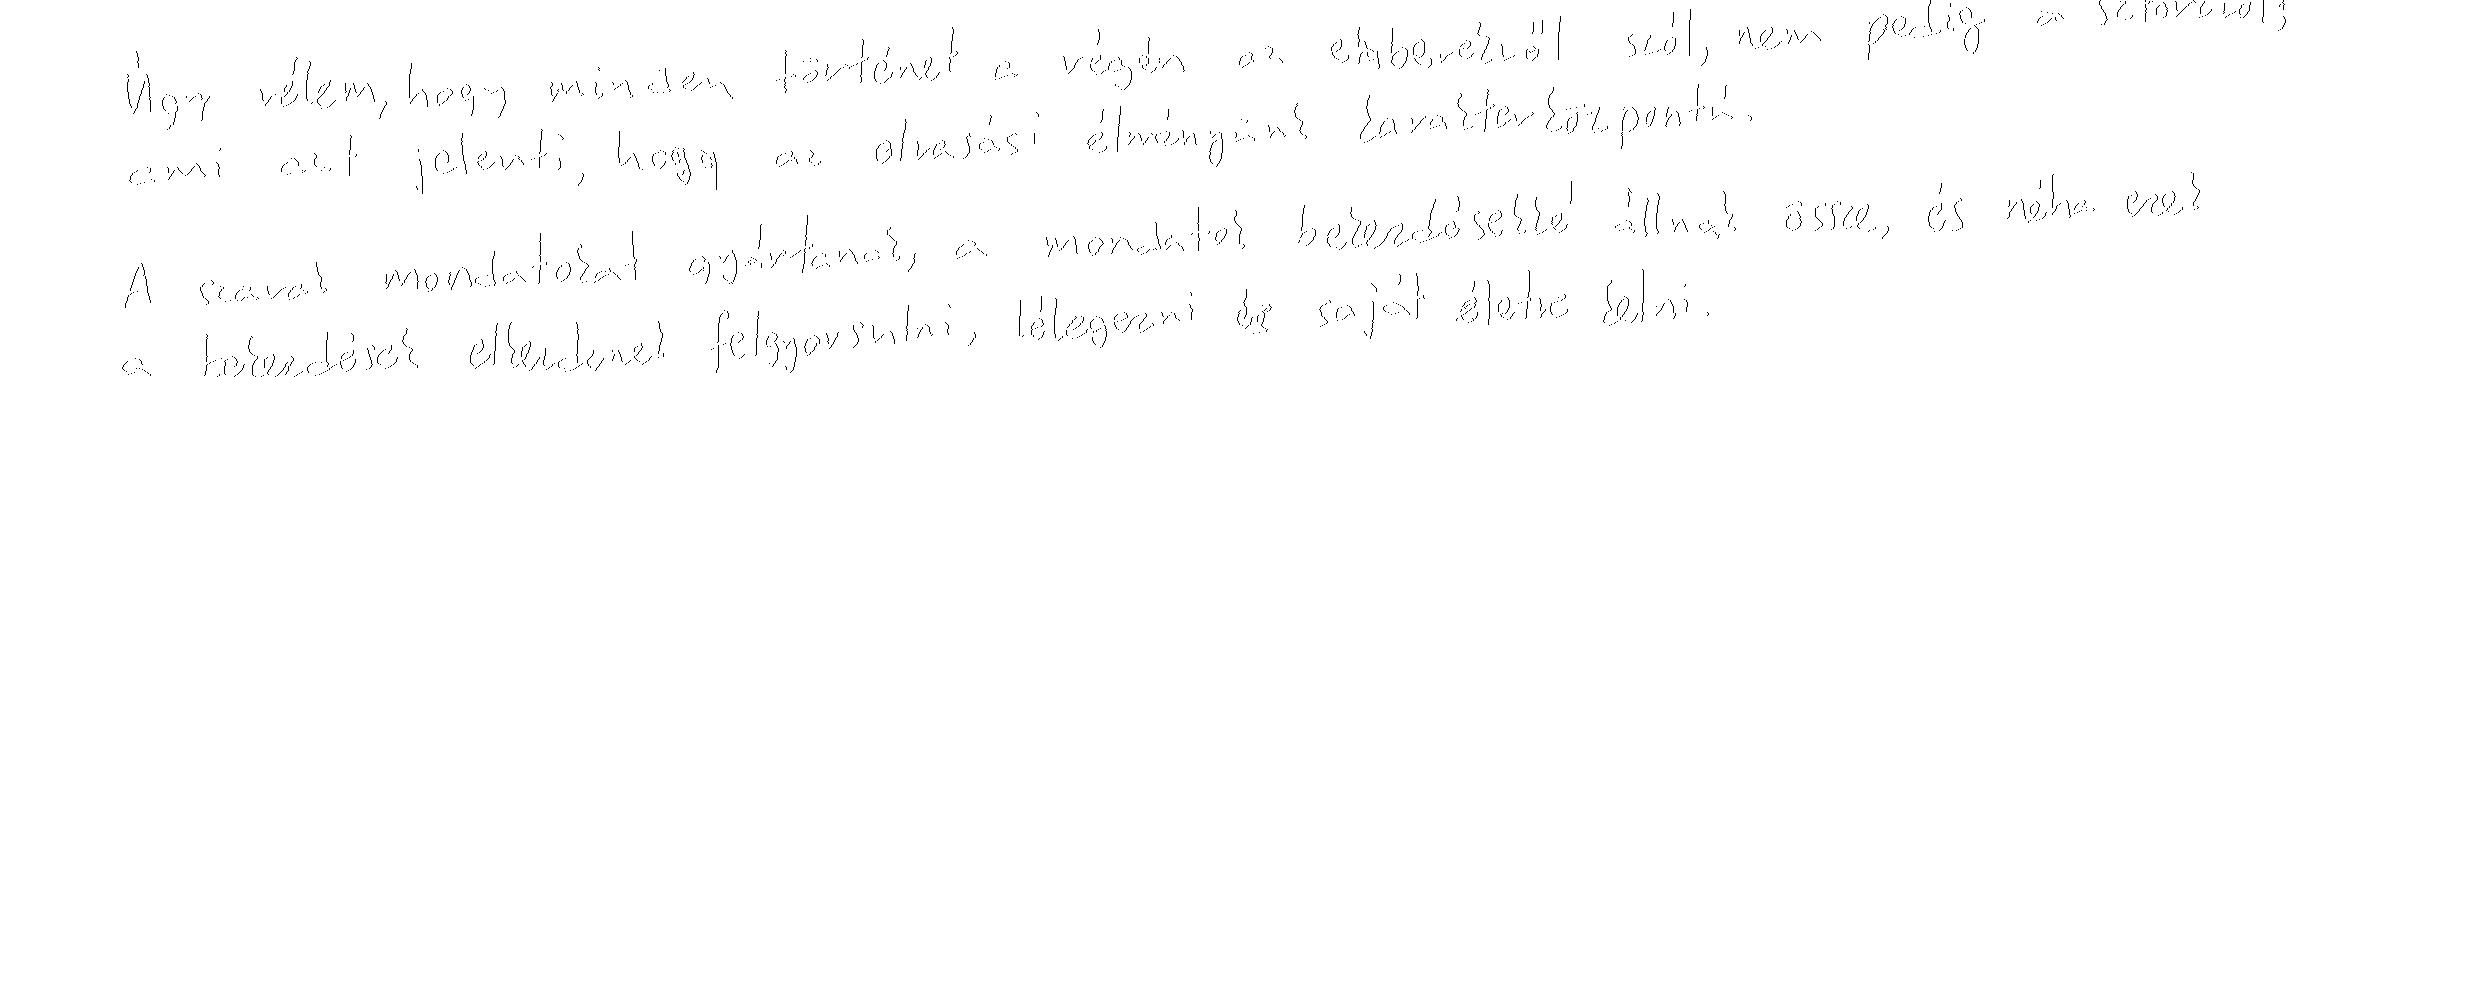 Úgy vélem, hogy minden történet a végén az emberekről szól, nem pedig a
ami azt jelenti, hogy az olvasási élményünk karakterközpontú.
A szavak mondatokat gyártanak, a mondatok bekezdésekké állnak össze, és néha ezek
a bekezdések elkezdenek felgyorsulni, lélegezni és saját életre kelni.